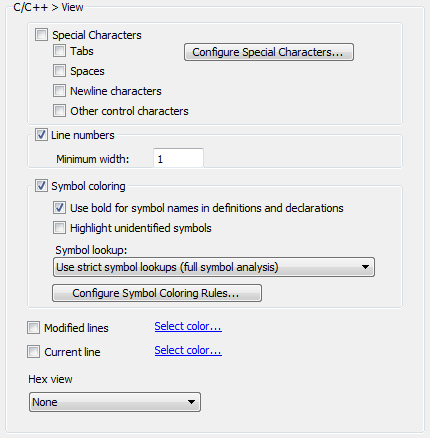 C/C++ > View
Special Characters
Tabs
Configure Special Characters...
Spaces
Newline characters
Other control characters
Line numbers
Minimum width: 1
Symbol coloring
Use bold for symbol names in definitions and declarations
Highlight unidentified symbols
Symbol lookup:
Use strict symbol lookups (full symbol analysis)
Configure Symbol Coloring Rules...
Modified lines Select color...
Current line Select color...
Hex view
None